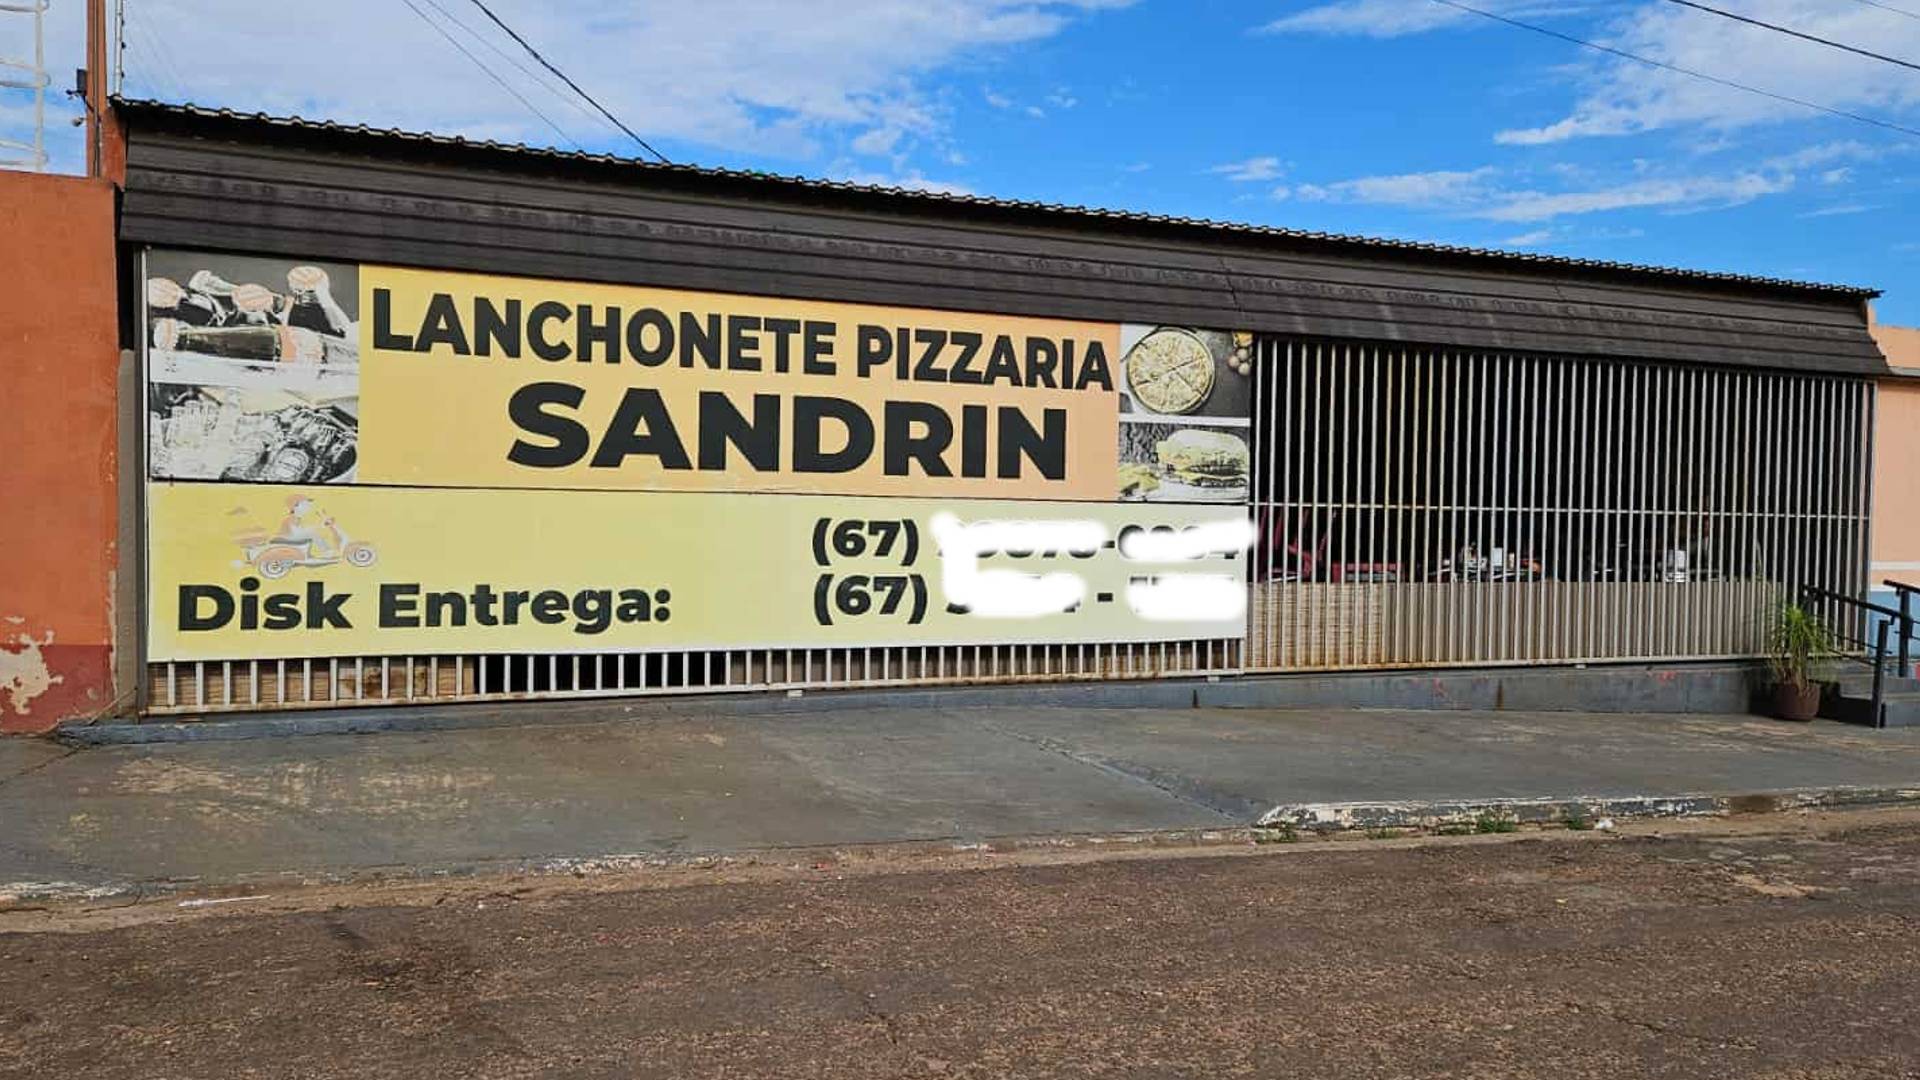 LANCHONETE PIZZARIA
SANDRIN
(67)
Disk Entrega: (67)